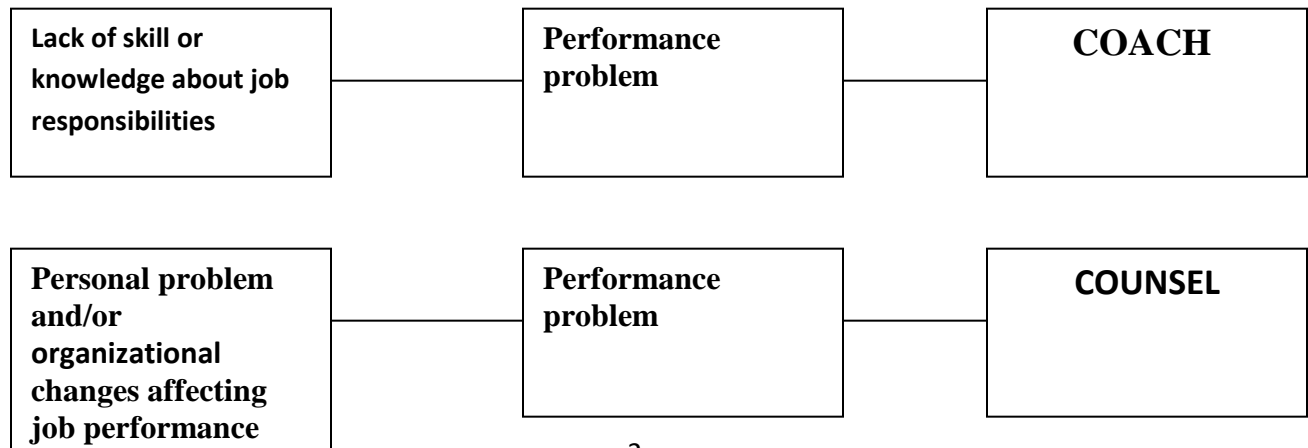 Lack of skill or
knowledge about job
responsibilities
Performance
problem
COACH
Personal problem
and/or
organizational
changes affecting
job performance
Performance
problem
COUNSEL